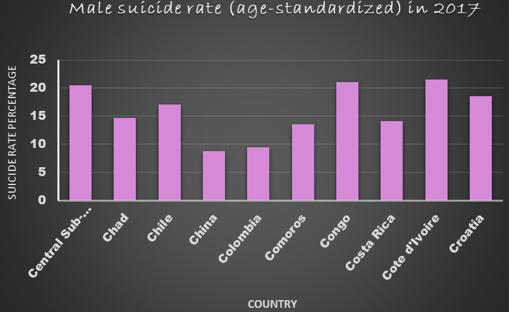 Male suicide rate (age-standardized) in 2017
SUICIDE RATE PERCENTAGE
25
20
15
10
5
0
Central Sub-...
Chad
Chile
China
Colombia
Comoros
Congo
Costa Rica
Cote d'Ivoire
Croatia
COUNTRY